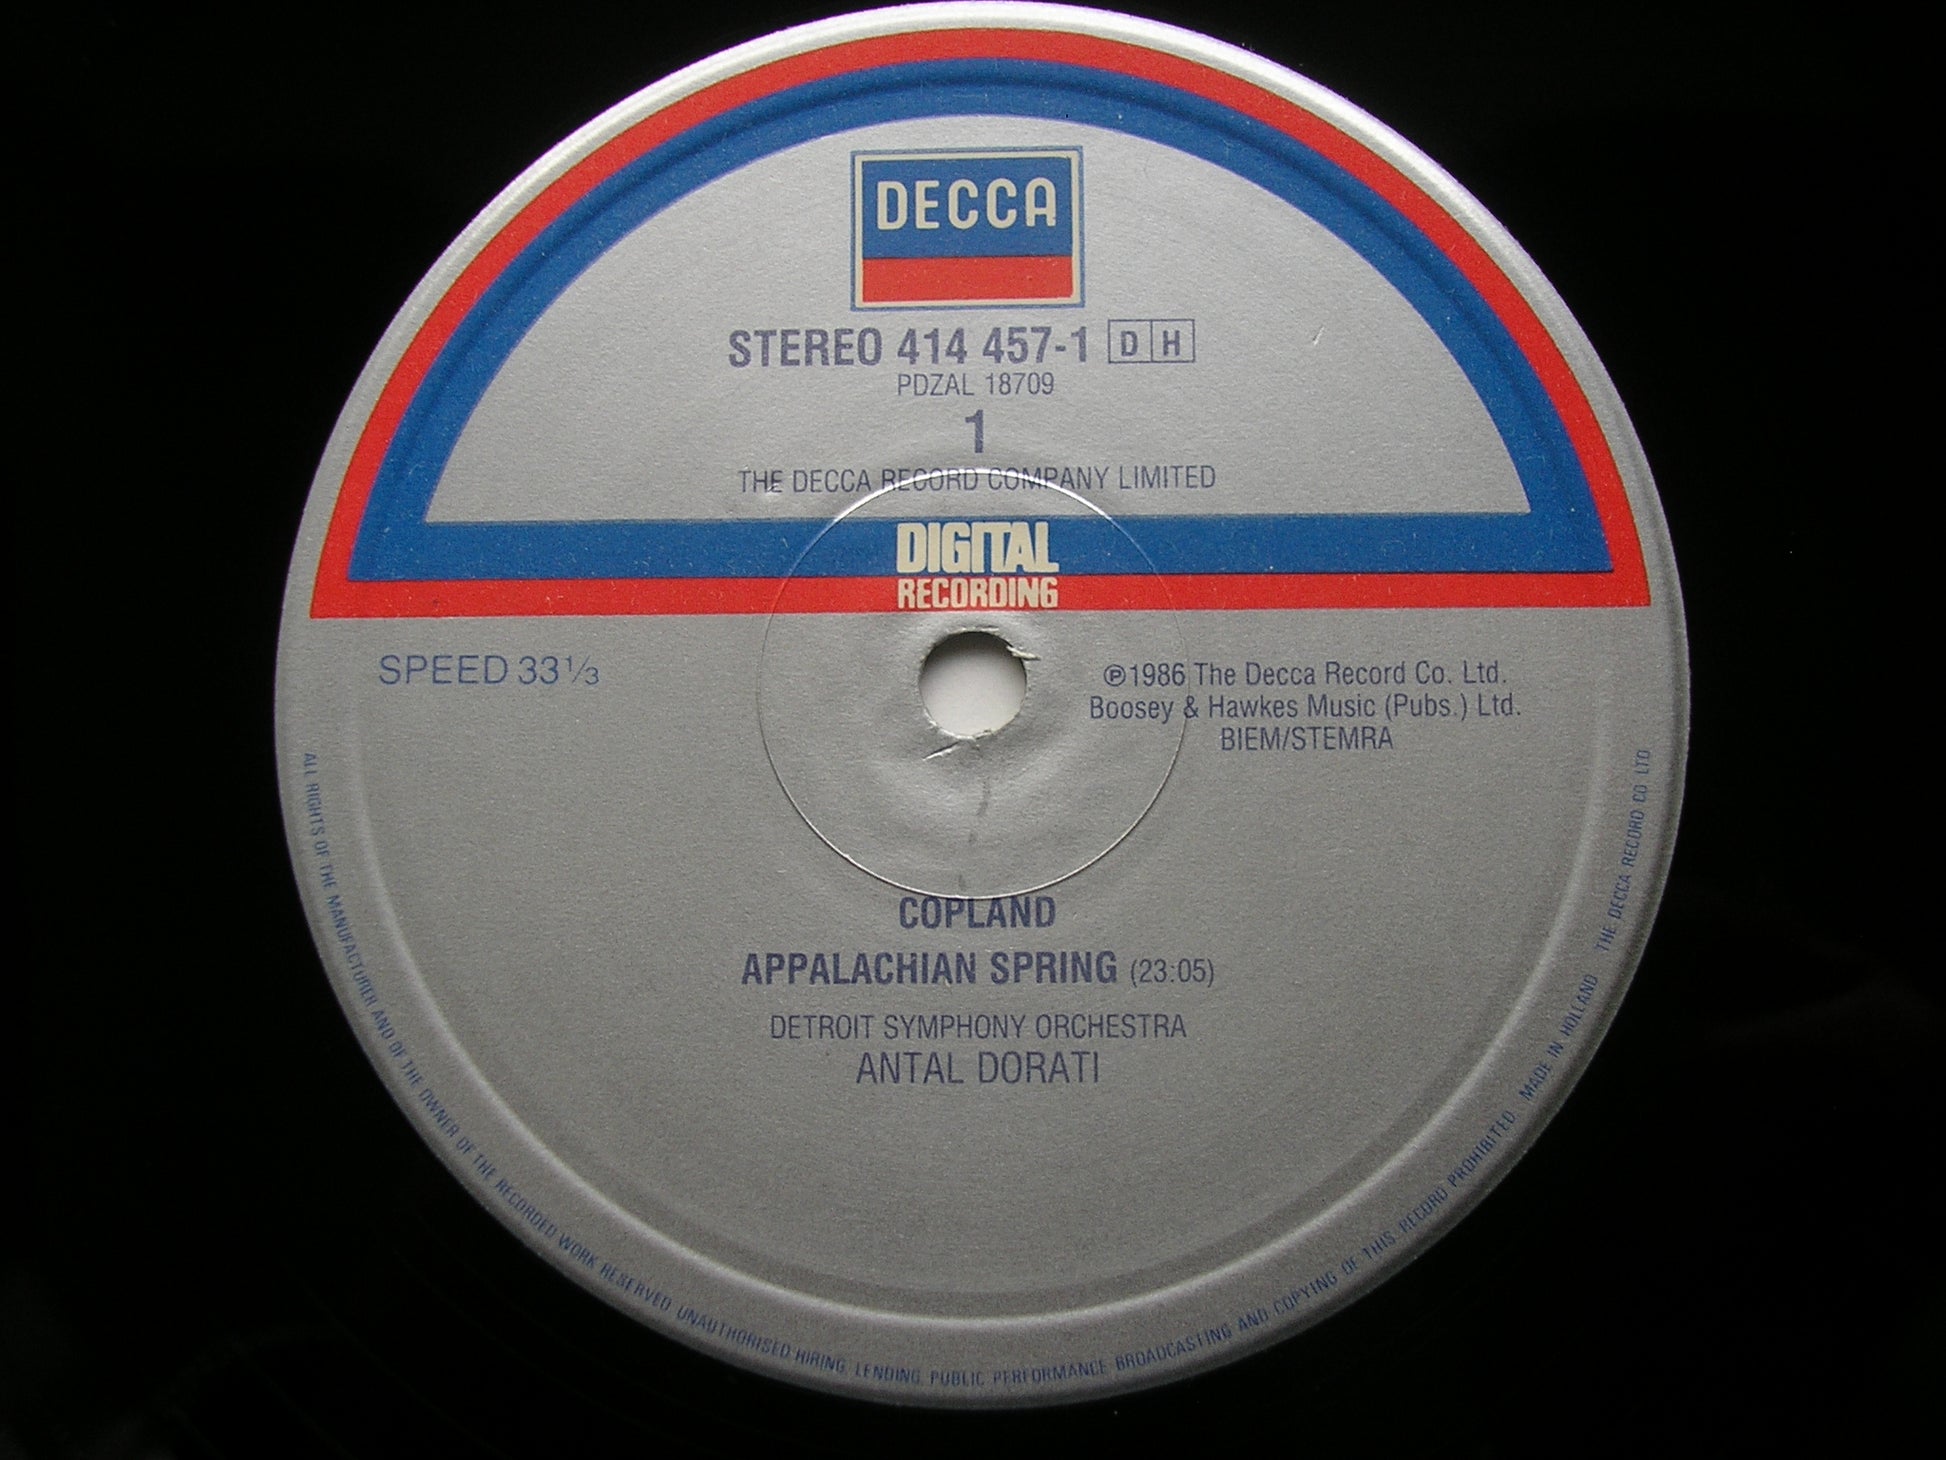 DECCA
STEREO 414 457-1 DH
PDZAL 18709
1
THE DECCA RECORD COMPANY LIMITED
DIGITAL
RECORDING
SPEED 33 1/3
℗1986 The Decca Record Co. Ltd.
Boosey & Hawkes Music (Pubs.) Ltd.
BIEM/STEMRA
COPLAND
APPALACHIAN SPRING (23:05)
DETROIT SYMPHONY ORCHESTRA
ANTAL DORATI
ALL RIGHTS OF THE MANUFACTURER AND OF THE OWNER OF THE RECORDED WORK RESERVED UNAUTHORISED HIRING, LENDING, PUBLIC PERFORMANCE BROADCASTING AND COPYING OF THIS RECORD PROHIBITED MADE IN HOLLAND THE DECCA RECORD CO LTD